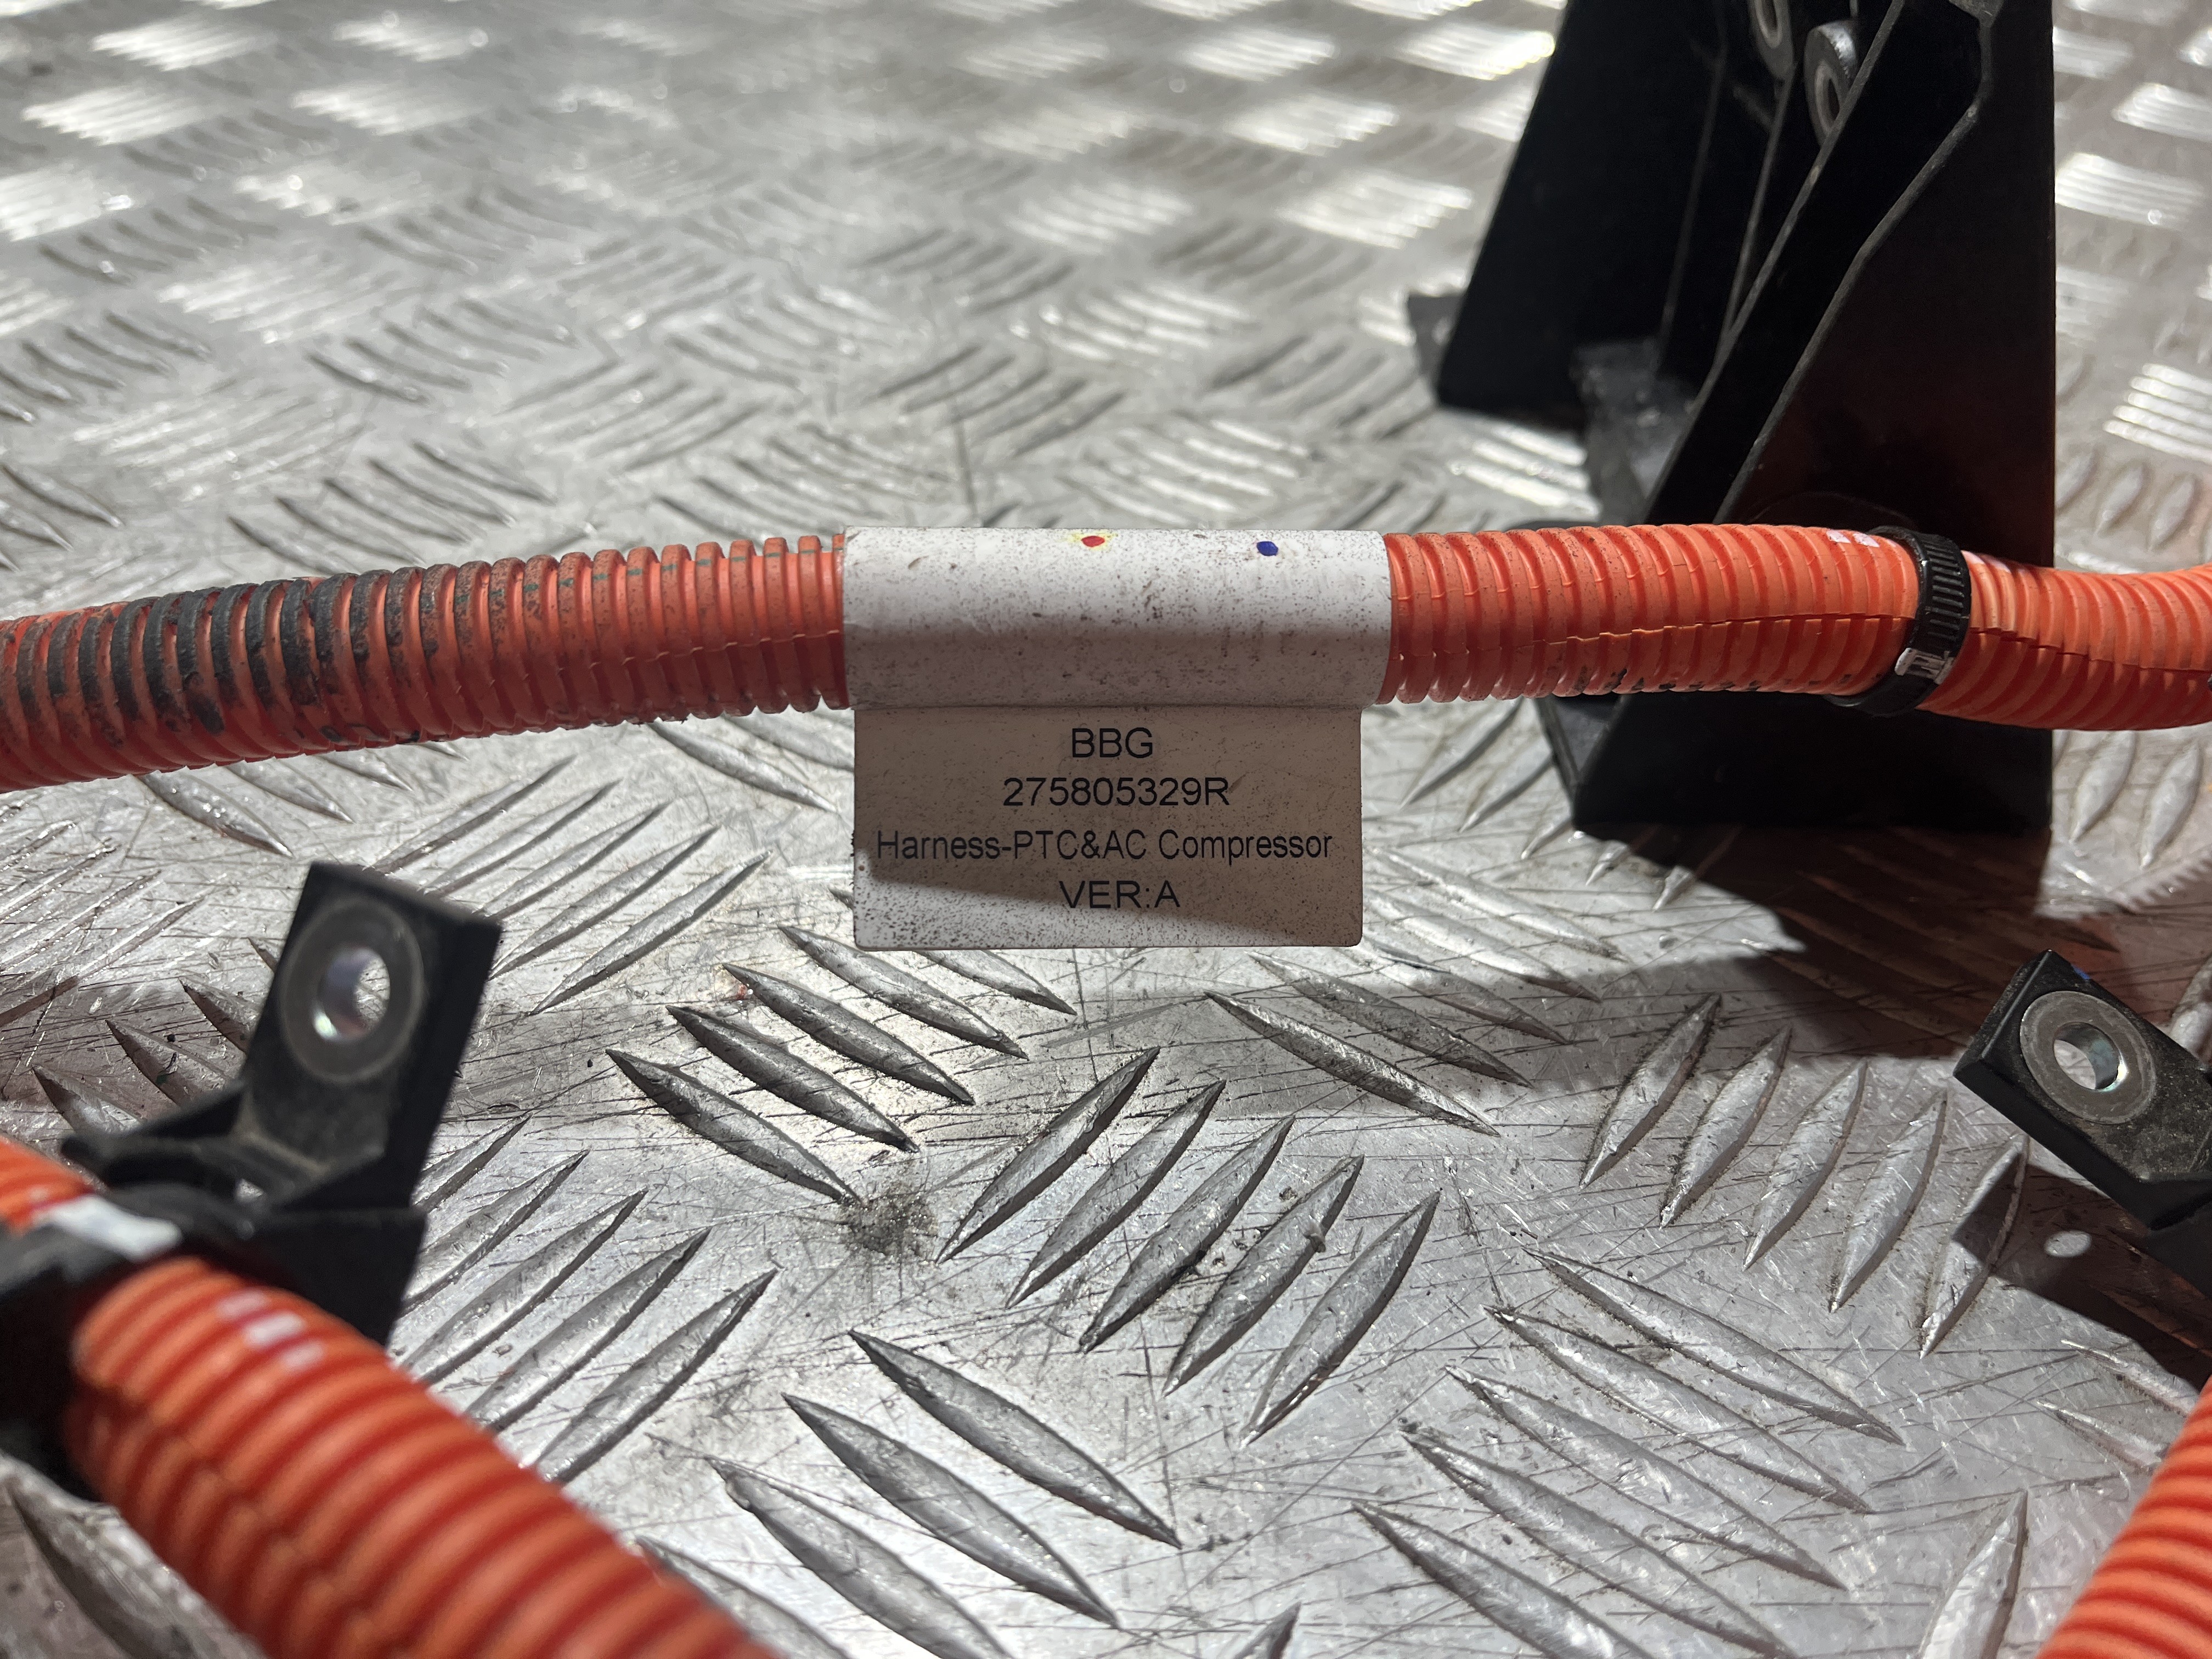 BBG
275805329R
Harness-PTC&AC Compressor
VER:A